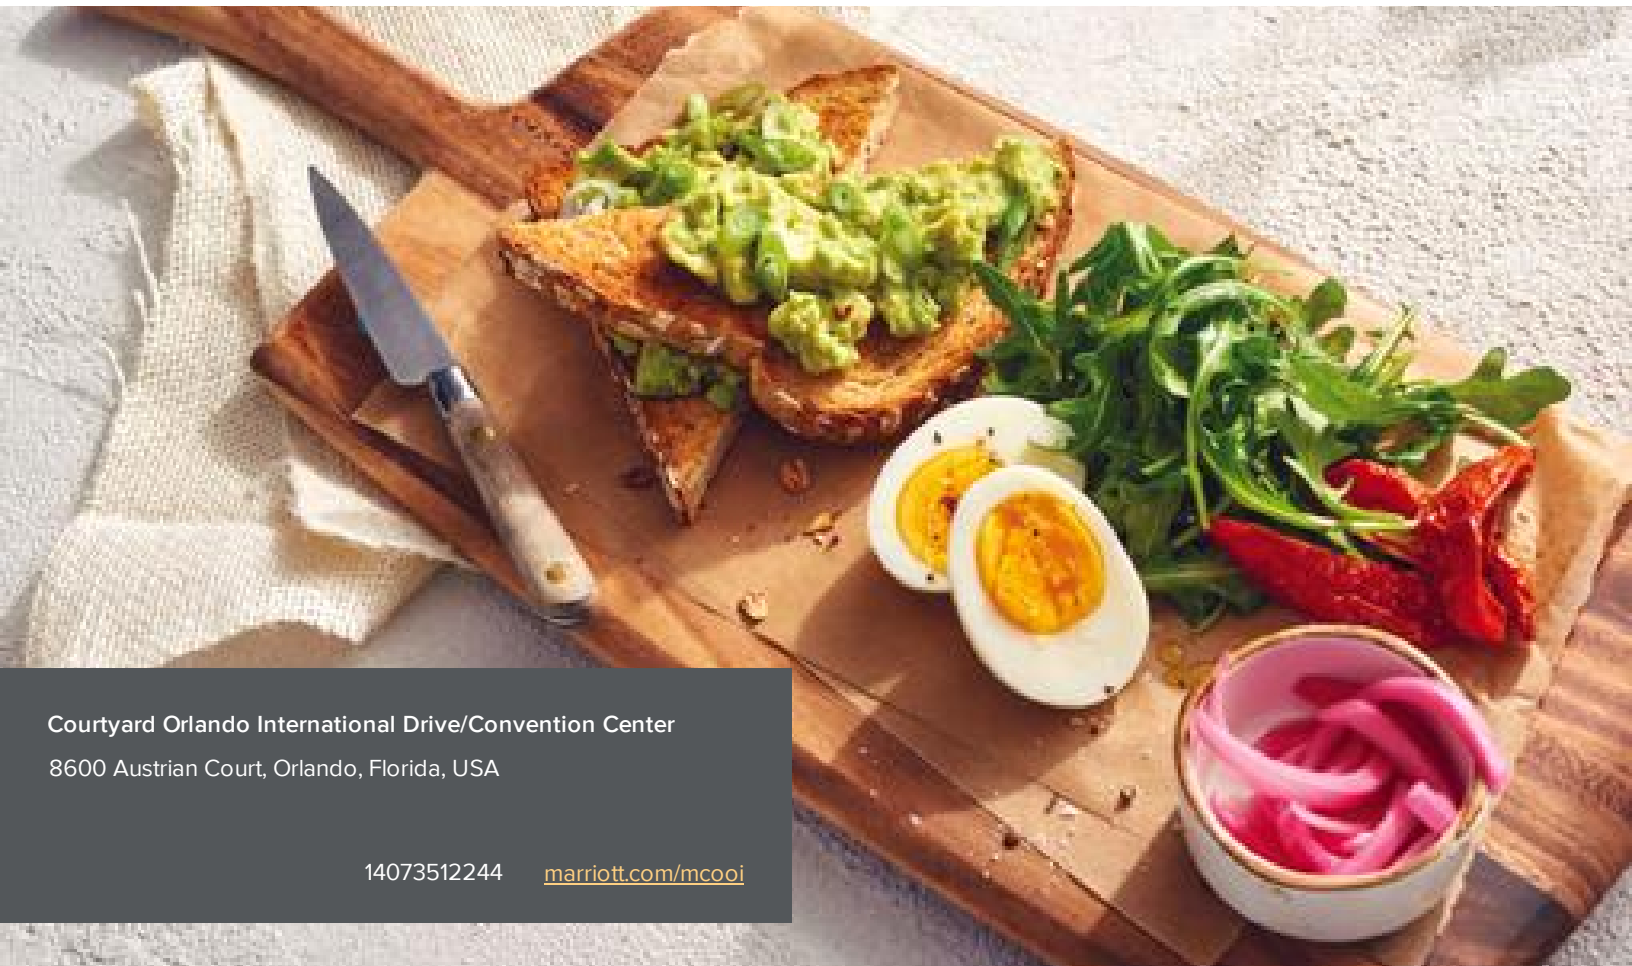 Courtyard Orlando International Drive/Convention Center
8600 Austrian Court, Orlando, Florida, USA
14073512244 marriott.com/mcooi